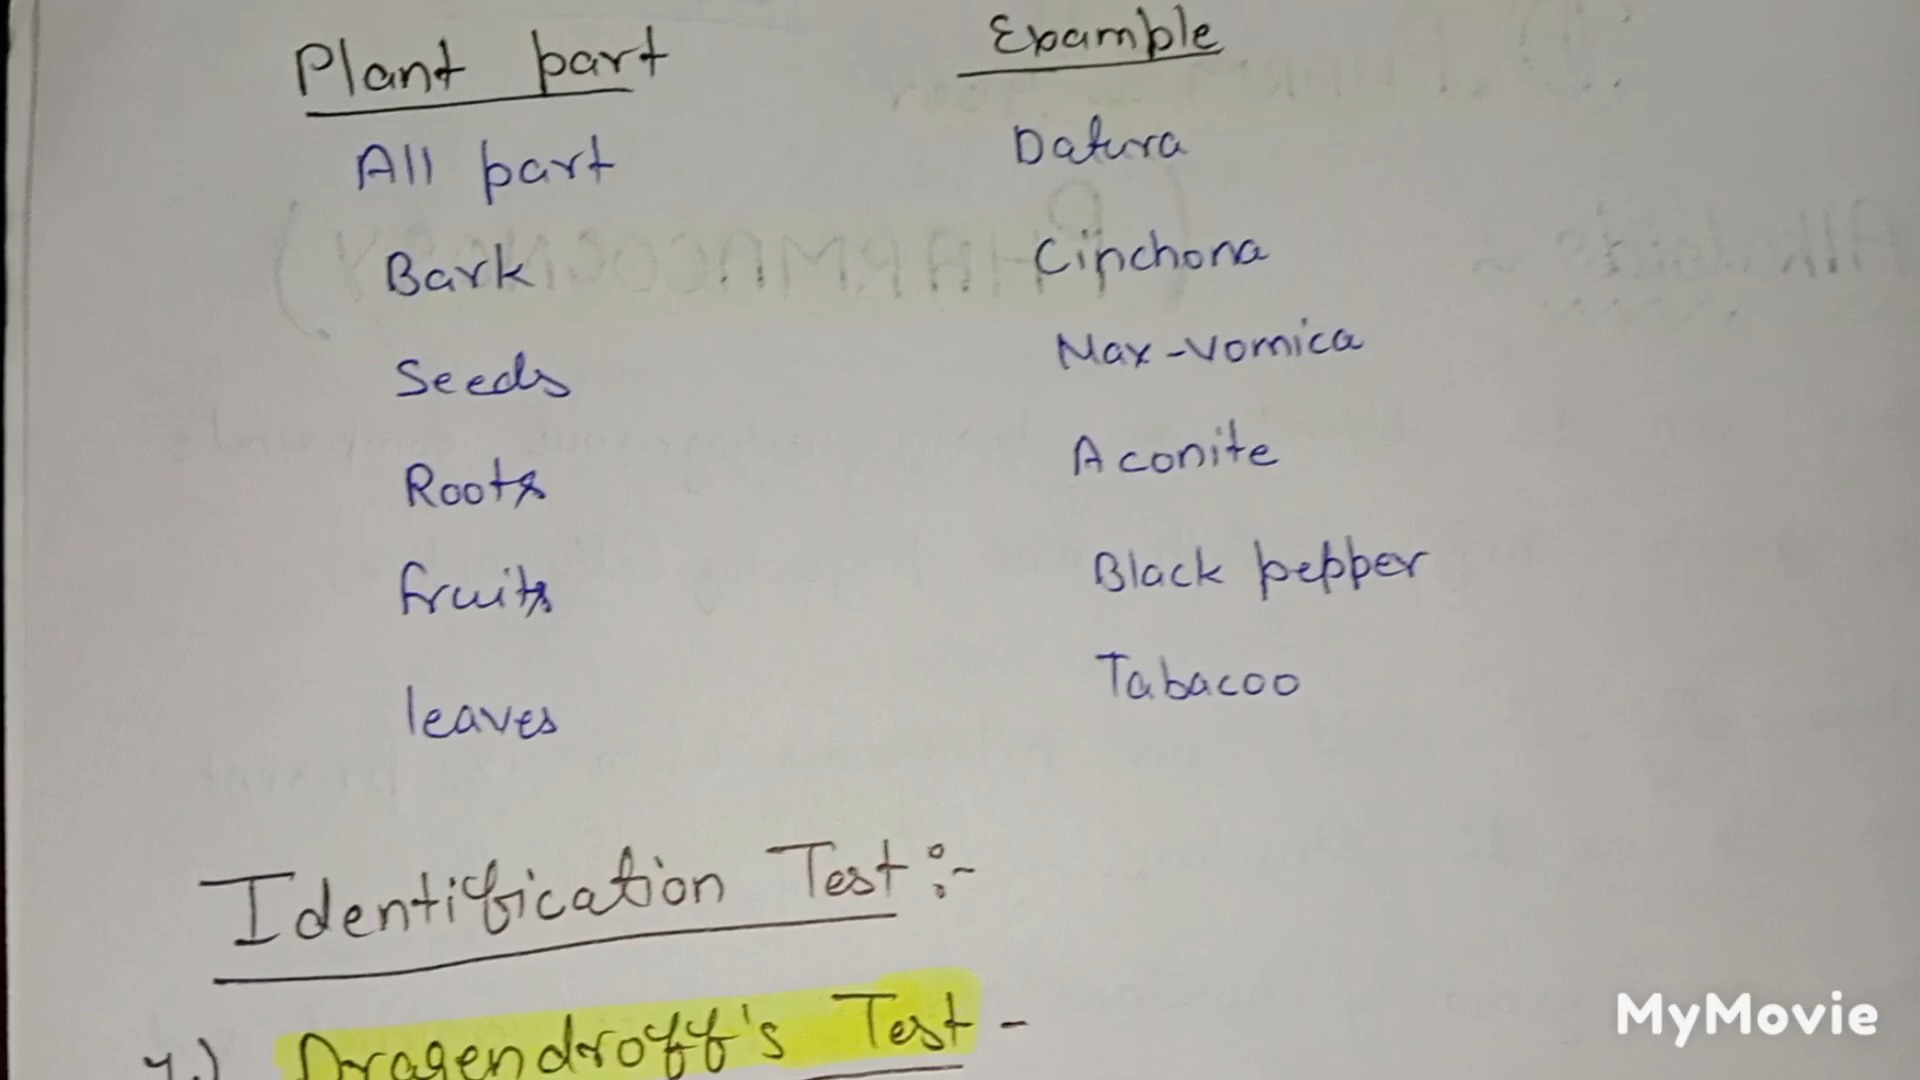 Plant part Example
All part Datura
Bark Cinchona
Seeds Nax-vomica
Roots Aconite
fruits Black pepper
leaves Tabacoo
Identification Test :-
Dragendroff's Test -
MyMovie